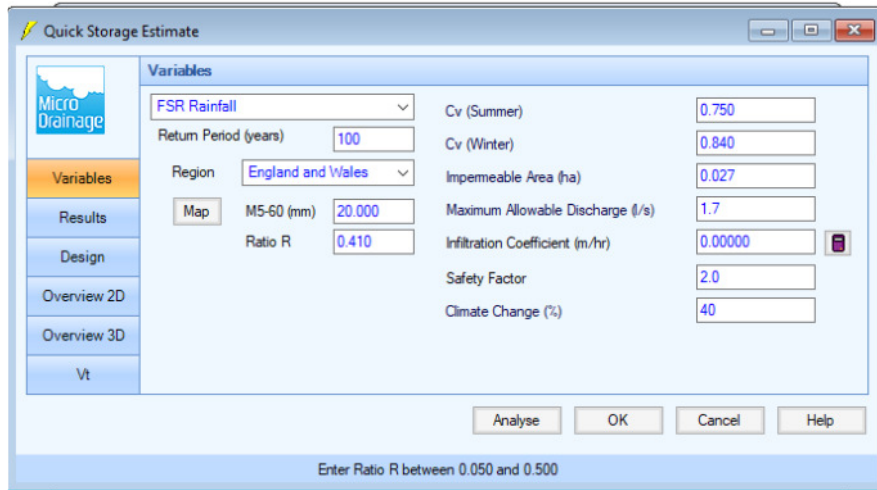 Quick Storage Estimate
Micro
Drainage
Variables
Results
Design
Overview 2D
Overview 3D
Vt
Variables
FSR Rainfall
Return Period (years) 100
Region England and Wales
Map M5-60 (mm) 20.000
Ratio R 0.410
Cv (Summer) 0.750
Cv (Winter) 0.840
Impermeable Area (ha) 0.027
Maximum Allowable Discharge (l/s) 1.7
Infiltration Coefficient (m/hr) 0.00000
Safety Factor 2.0
Climate Change (%) 40
Analyse OK Cancel Help
Enter Ratio R between 0.050 and 0.500